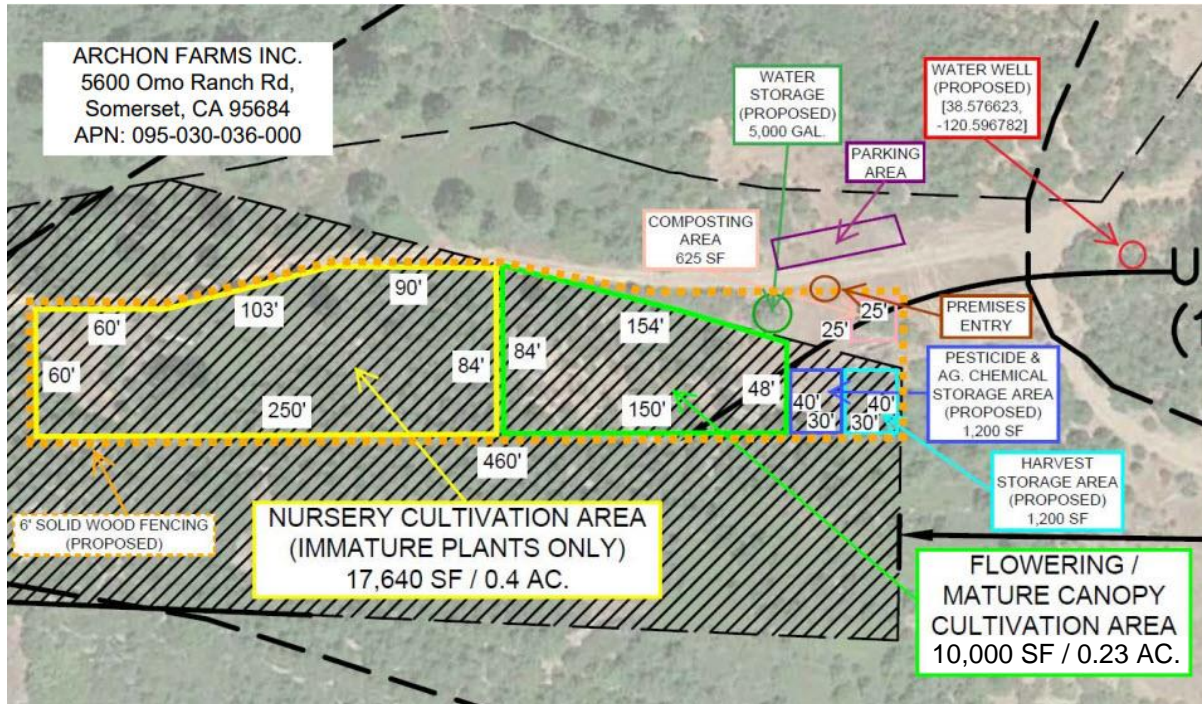 ARCHON FARMS INC.
5600 Omo Ranch Rd,
Somerset, CA 95684
APN: 095-030-036-000
WATER
STORAGE
(PROPOSED)
5,000 GAL.
WATER WELL
(PROPOSED)
[38.576623,
-120.596782]
PARKING
AREA
COMPOSTING
AREA
625 SF
U
(1
PREMISES
ENTRY
60'
103'
90'
60'
84'
84'
154'
150'
48'
250'
460'
25'
25'
40'
30'
40'
30'
PESTICIDE &
AG. CHEMICAL
STORAGE AREA
(PROPOSED)
1,200 SF
HARVEST
STORAGE AREA
(PROPOSED)
1,200 SF
6' SOLID WOOD FENCING
(PROPOSED)
NURSERY CULTIVATION AREA
(IMMATURE PLANTS ONLY)
17,640 SF / 0.4 AC.
FLOWERING /
MATURE CANOPY
CULTIVATION AREA
10,000 SF / 0.23 AC.